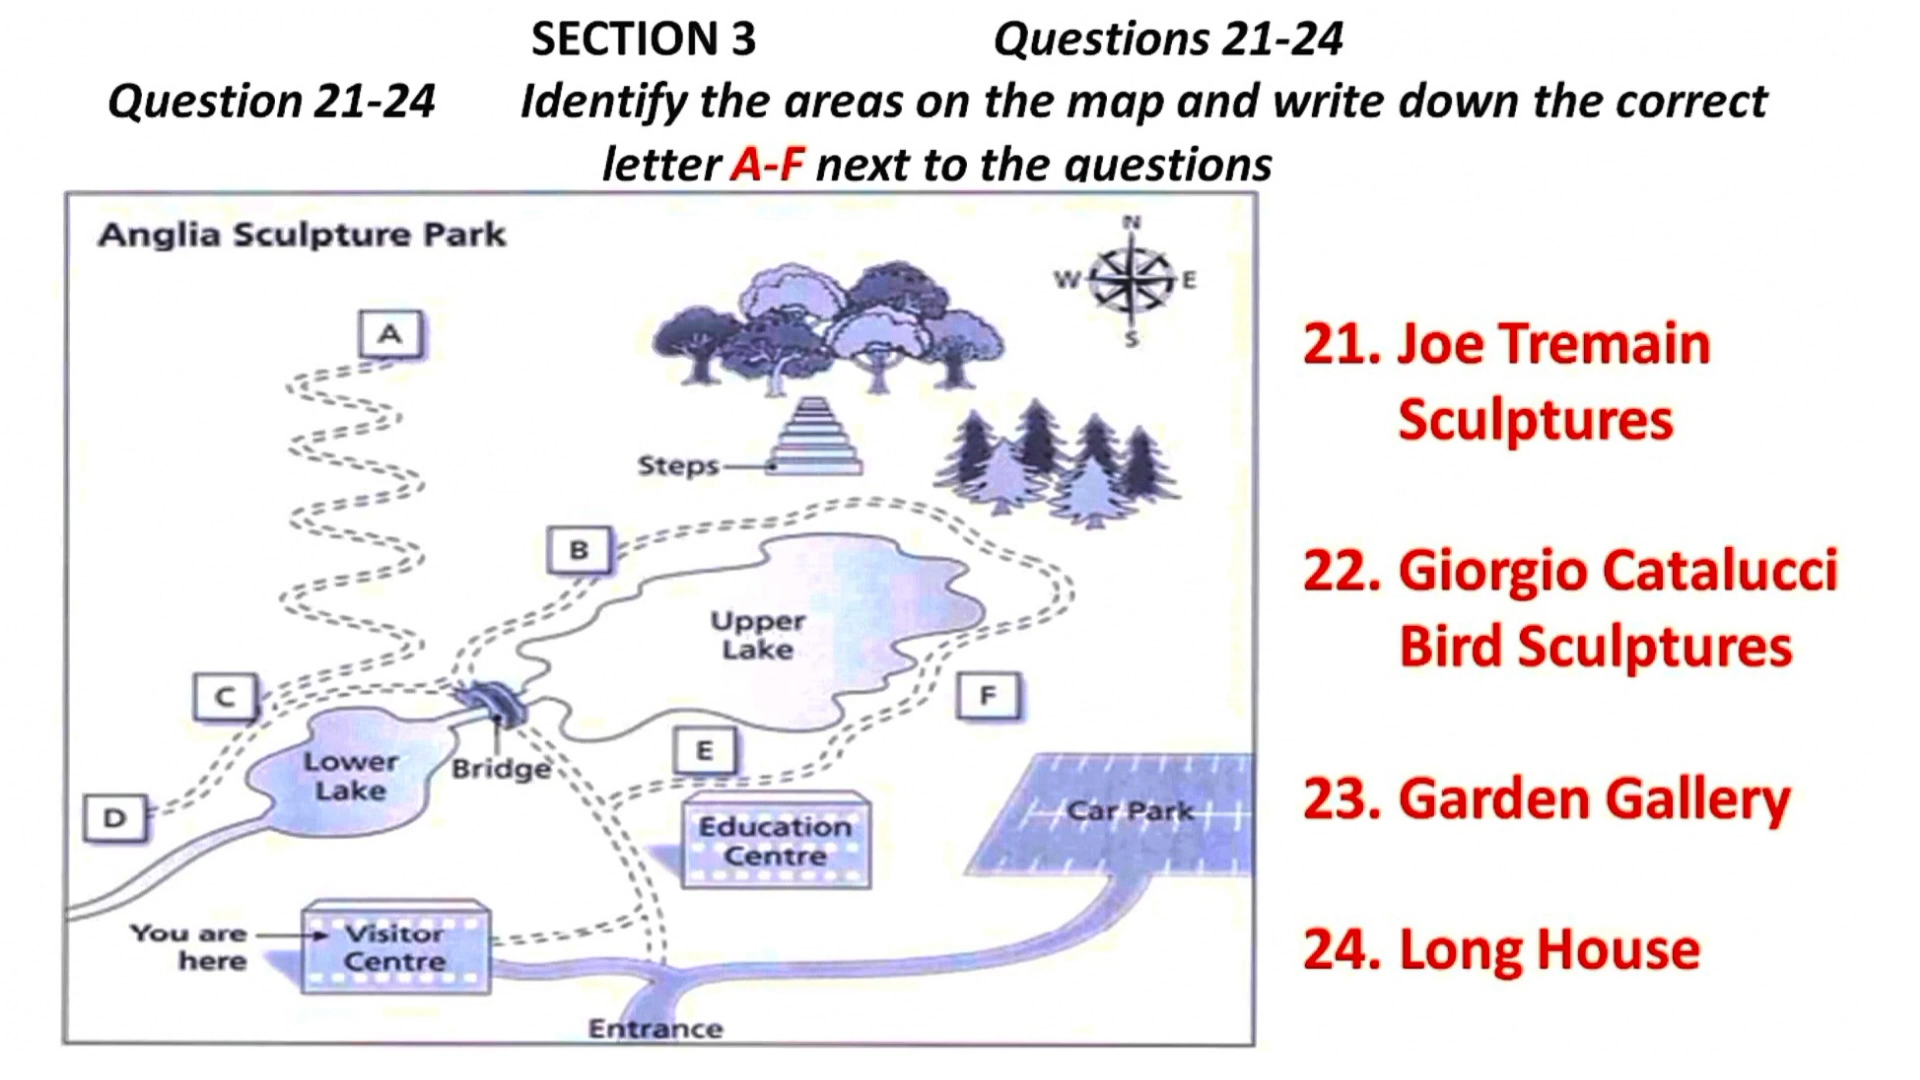 SECTION 3 Questions 21-24
Question 21-24 Identify the areas on the map and write down the correct
letter A-F next to the questions
Anglia Sculpture Park
N
W E
S
A
Steps
B
Upper
Lake
C
F
E
Lower
Lake
Bridge
D
Car Park
Education
Centre
You are
here
Visitor
Centre
Entrance
21. Joe Tremain
Sculptures
22. Giorgio Catalucci
Bird Sculptures
23. Garden Gallery
24. Long House